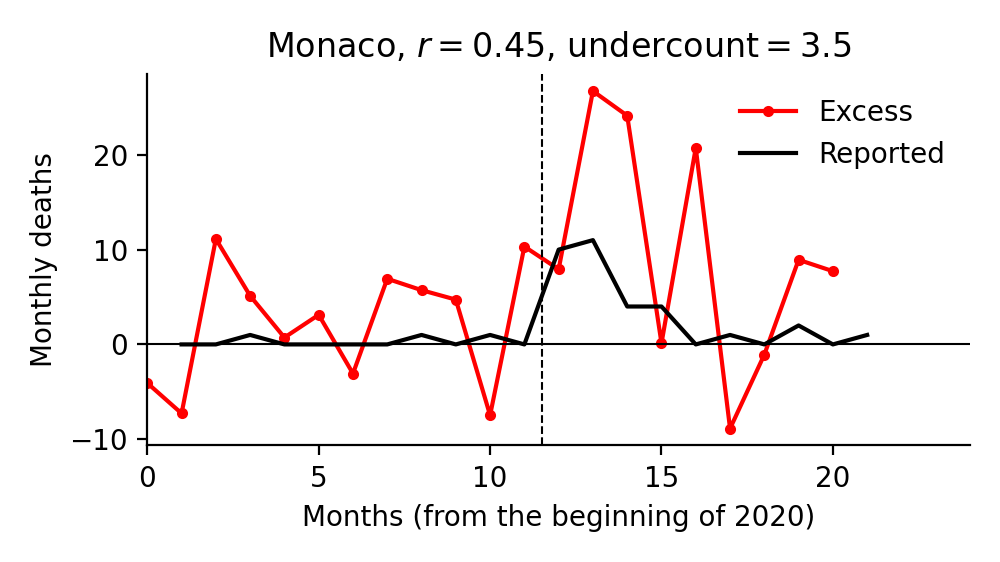 Monaco, r = 0.45, undercount = 3.5
Excess
Reported
Monthly deaths
20
10
0
−10
0 5 10 15 20
Months (from the beginning of 2020)